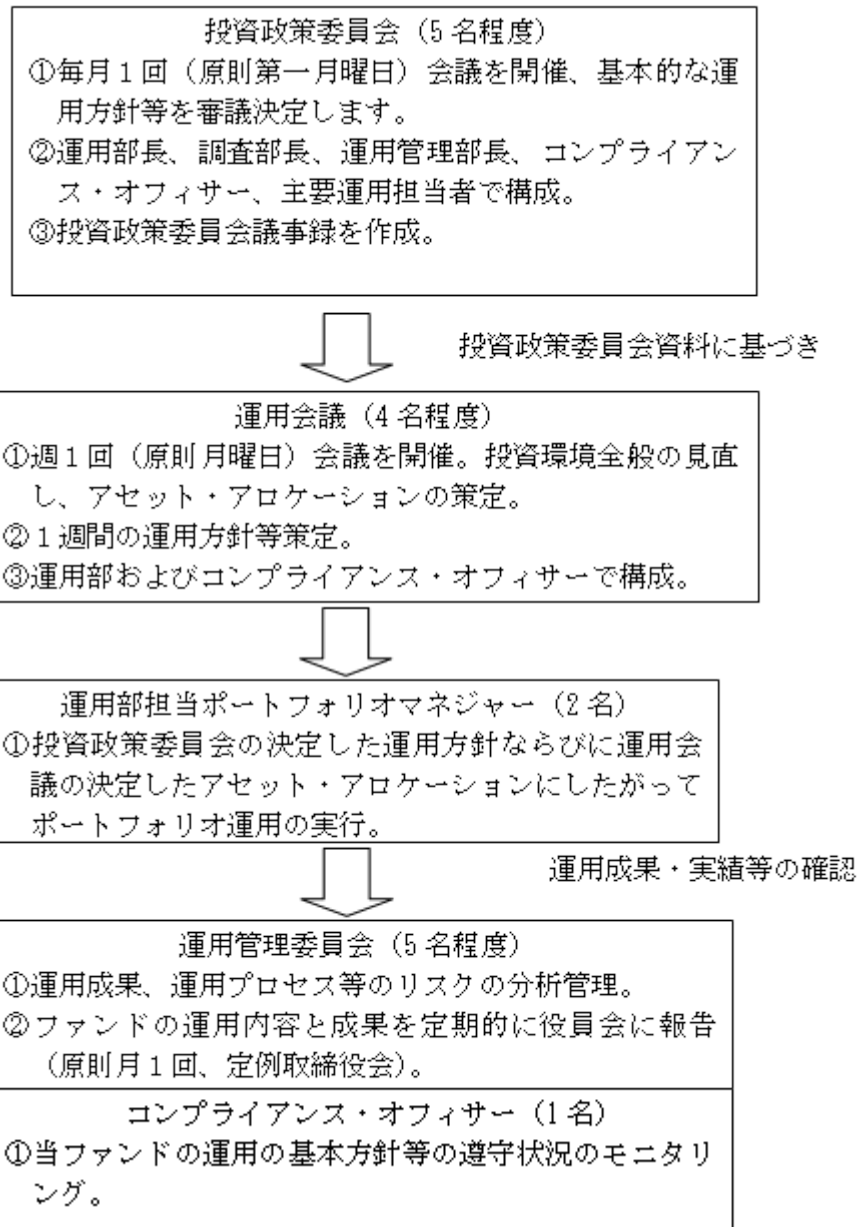 投資政策委員会(5名程度)
①毎月1回(原則第一月曜日)会議を開催、基本的な運
用方針等を審議決定します。
②運用部長、調査部長、運用管理部長、コンプライアン
ス・オフィサー、主要運用担当者で構成。
③投資政策委員会議事録を作成。
投資政策委員会資料に基づき
運用会議(4名程度)
①週1回(原則月曜日)会議を開催。投資環境全般の見直
し、アセット・アロケーションの策定。
②1週間の運用方針等策定。
③運用部およびコンプライアンス・オフィサーで構成。
運用部担当ポートフォリオマネジャー(2名)
①投資政策委員会の決定した運用方針ならびに運用会
議の決定したアセット・アロケーションにしたがって
ポートフォリオ運用の実行。
運用成果・実績等の確認
運用管理委員会(5名程度)
①運用成果、運用プロセス等のリスクの分析管理。
②ファンドの運用内容と成果を定期的に役員会に報告
(原則月1回、定例取締役会)。
コンプライアンス・オフィサー(1名)
①当ファンドの運用の基本方針等の遵守状況のモニタリ
ング。